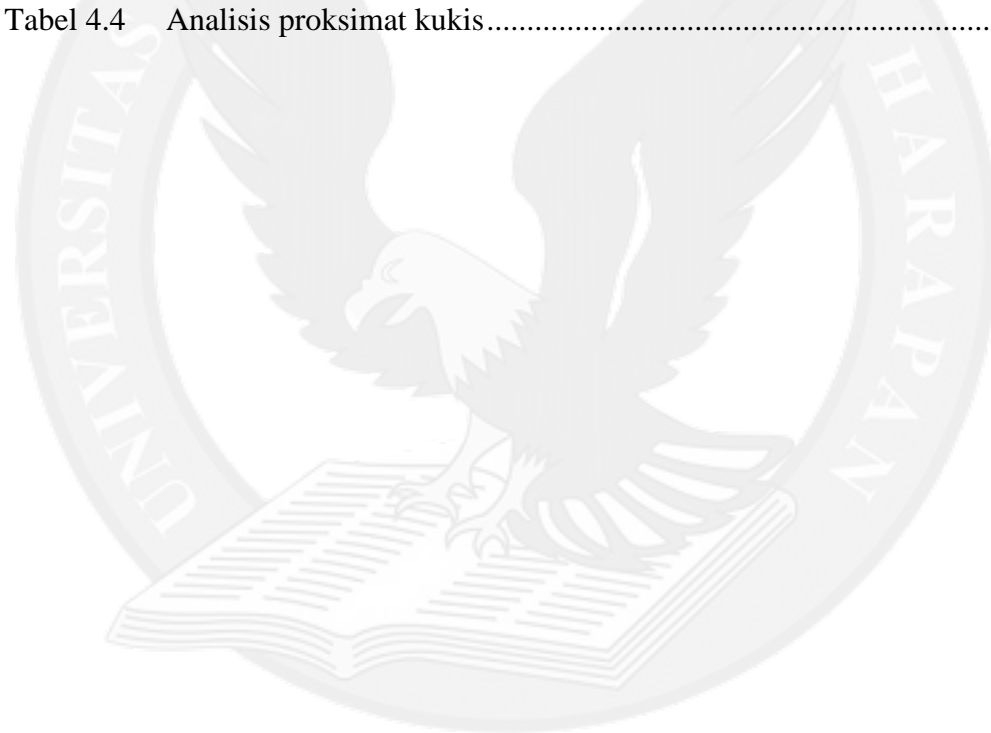 Tabel 4.4 Analisis proksimat kukis...............................................................
UNIVERSITAS
HARAPAN